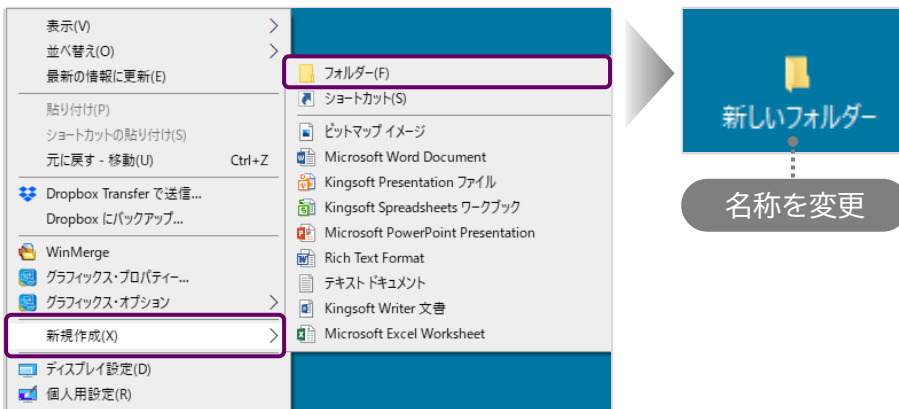 表示(V)
並べ替え(O)
最新の情報に更新(E)
貼り付け(P)
ショートカットの貼り付け(S)
元に戻す - 移動(U) Ctrl+Z
Dropbox Transfer で送信...
Dropbox にバックアップ...
WinMerge
グラフィックス・プロパティー...
グラフィックス・オプション
新規作成(X)
ディスプレイ設定(D)
個人用設定(R)
フォルダー(F)
ショートカット(S)
ビットマップ イメージ
Microsoft Word Document
Kingsoft Presentation ファイル
Kingsoft Spreadsheets ワークブック
Microsoft PowerPoint Presentation
Rich Text Format
テキスト ドキュメント
Kingsoft Writer 文書
Microsoft Excel Worksheet
新しいフォルダー
名称を変更